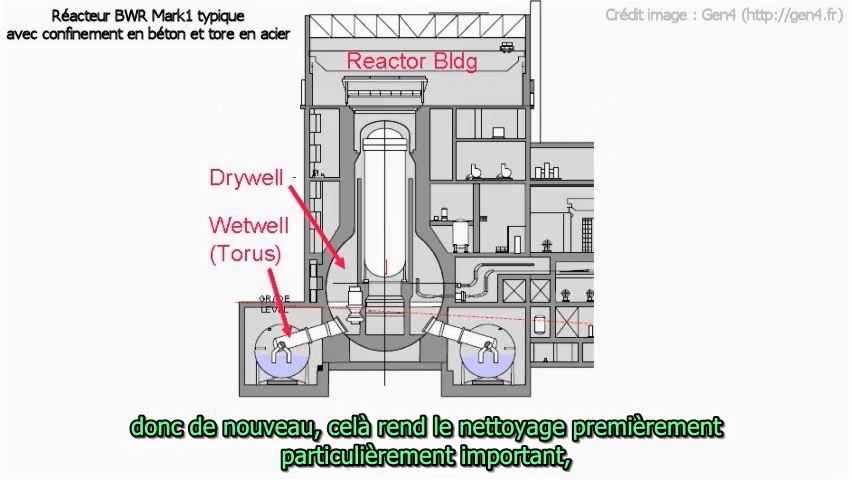 Réacteur BWR Mark1 typique
avec confinement en béton et tore en acier
Crédit image : Gen4 (http://gen4.fr)
Reactor Bldg
Drywell
Wetwell
(Torus)
GRADE
LEVEL
donc de nouveau, celà rend le nettoyage premièrement
particulièrement important,